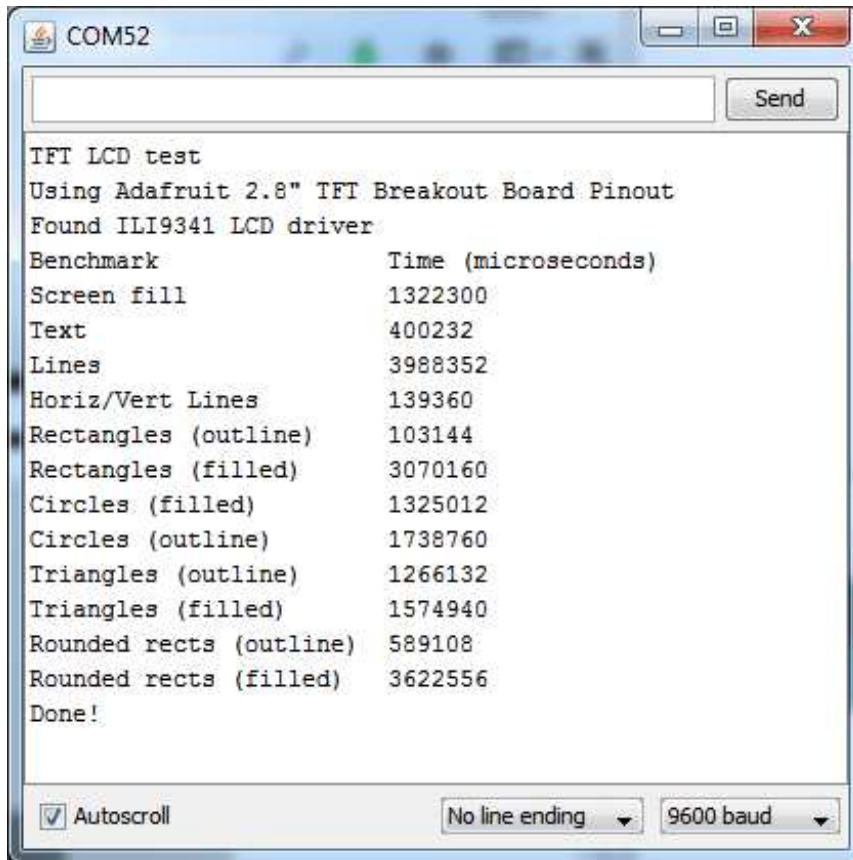 COM52
Send
TFT LCD test
Using Adafruit 2.8" TFT Breakout Board Pinout
Found ILI9341 LCD driver
Benchmark Time (microseconds)
Screen fill 1322300
Text 400232
Lines 3988352
Horiz/Vert Lines 139360
Rectangles (outline) 103144
Rectangles (filled) 3070160
Circles (filled) 1325012
Circles (outline) 1738760
Triangles (outline) 1266132
Triangles (filled) 1574940
Rounded rects (outline) 589108
Rounded rects (filled) 3622556
Done!
Autoscroll No line ending 9600 baud